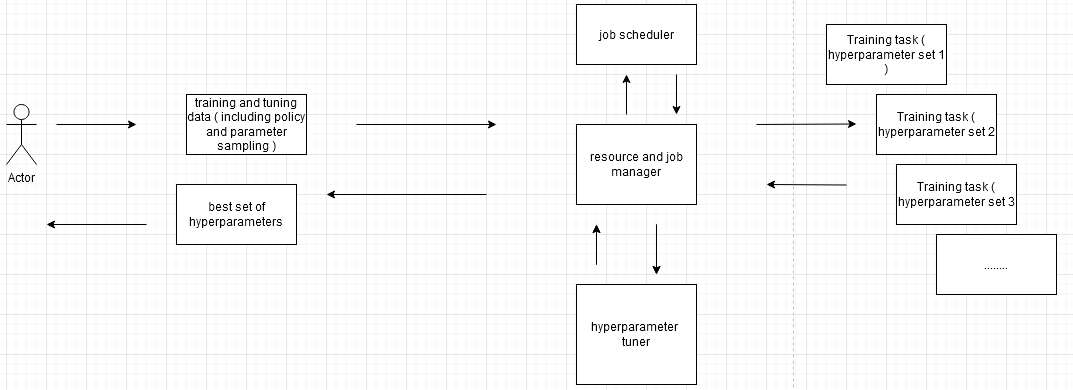 job scheduler
Training task (
hyperparameter set 1
)
training and tuning
data ( including policy
and parameter
sampling )
Training task (
hyperparameter set 2
resource and job
manager
Actor
Training task (
hyperparameter set 3
best set of
hyperparameters
........
hyperparameter
tuner